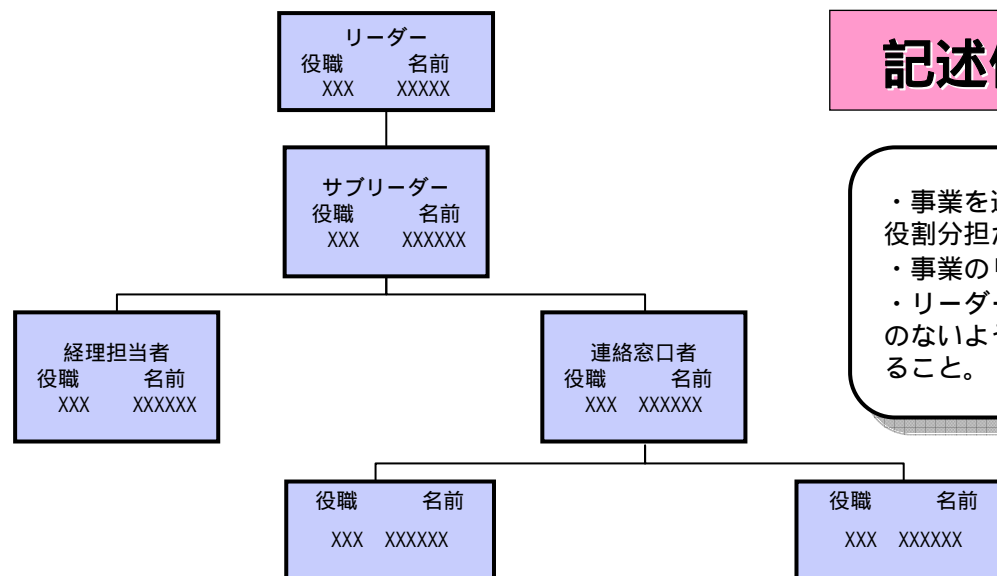 リーダー
役職 名前
XXX XXXXX
記述
サブリーダー
役職 名前
XXX XXXXXX
・事業を
役割分担
・事業の
・リーダー
のないよう
ること。
経理担当者
役職 名前
XXX XXXXXX
連絡窓口者
役職 名前
XXX XXXXXX
役職 名前
XXX XXXXXX
役職 名前
XXX XXXXXX